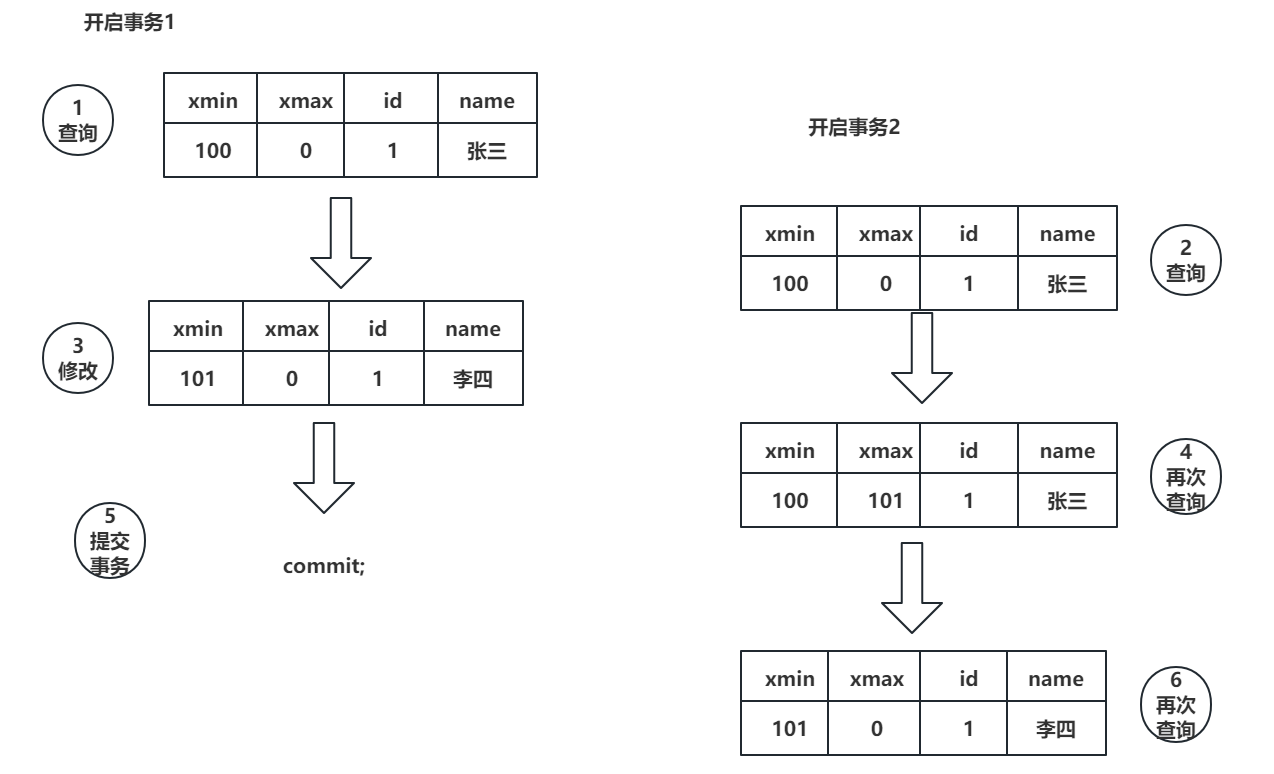 开启事务1
1
查询
xmin xmax id name
100 0 1 张三
开启事务2
xmin xmax id name
100 0 1 张三
2
查询
3
修改
xmin xmax id name
101 0 1 李四
xmin xmax id name
100 101 1 张三
4
再次
查询
5
提交
事务
commit;
xmin xmax id name
101 0 1 李四
6
再次
查询